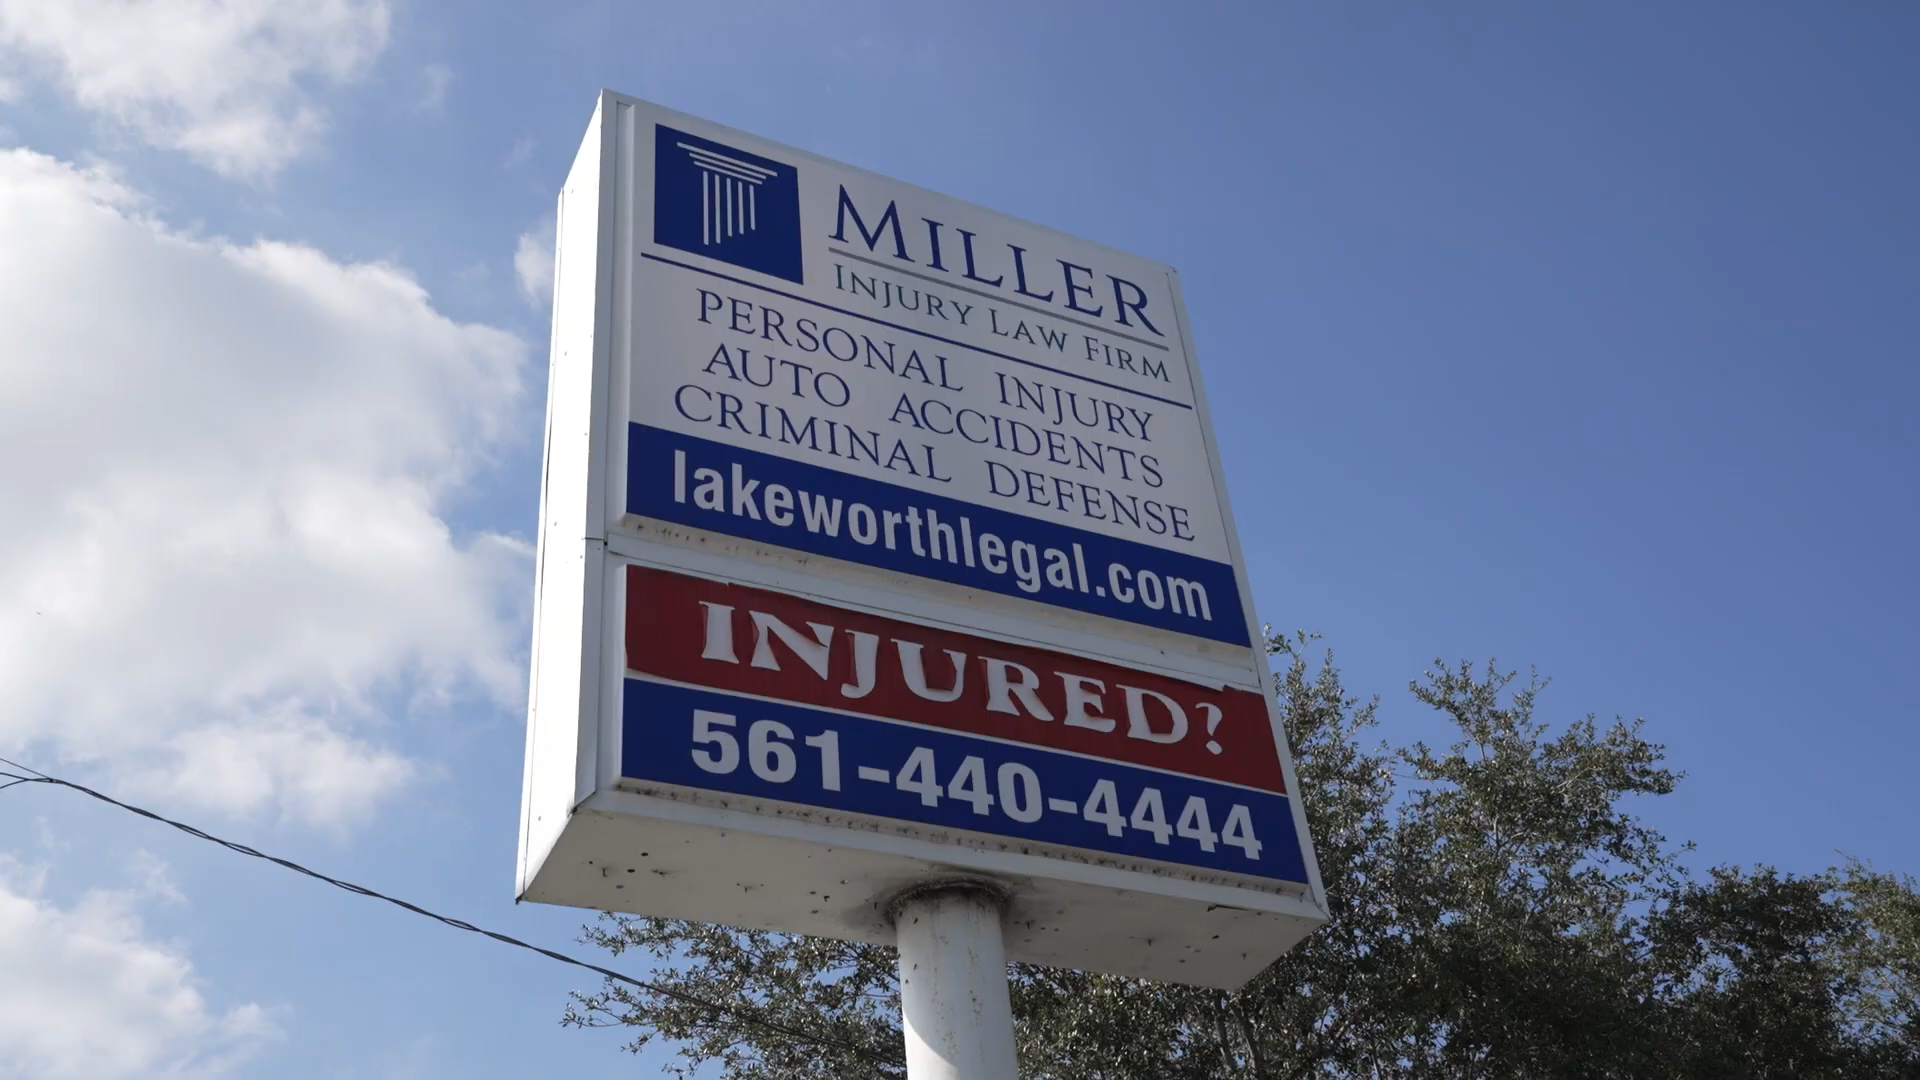 MILLER
INJURY LAW FIRM
PERSONAL INJURY
AUTO ACCIDENTS
CRIMINAL DEFENSE
lakeworthlegal.com
INJURED?
561-440-4444